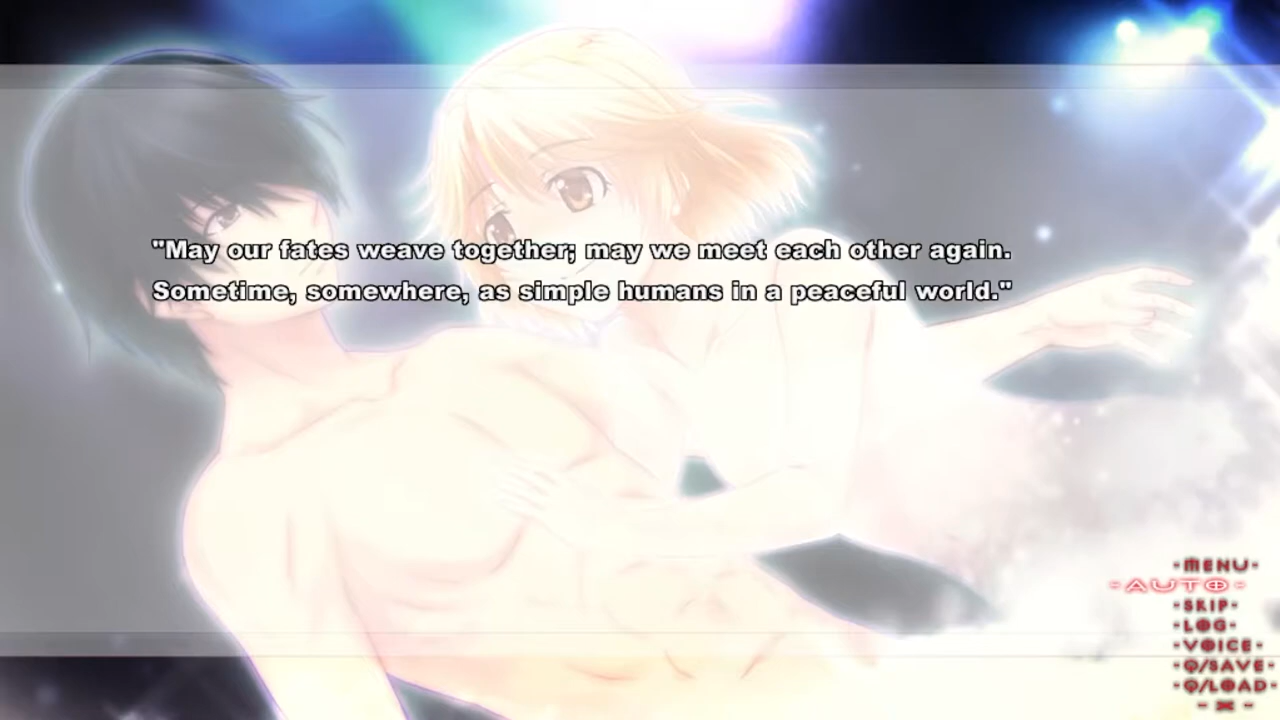 "May our fates weave together; may we meet each other again.
Sometime, somewhere, as simple humans in a peaceful world."
MENU
AUTO
SKIP
LOG
VOICE
Q/SAVE
Q/LOAD